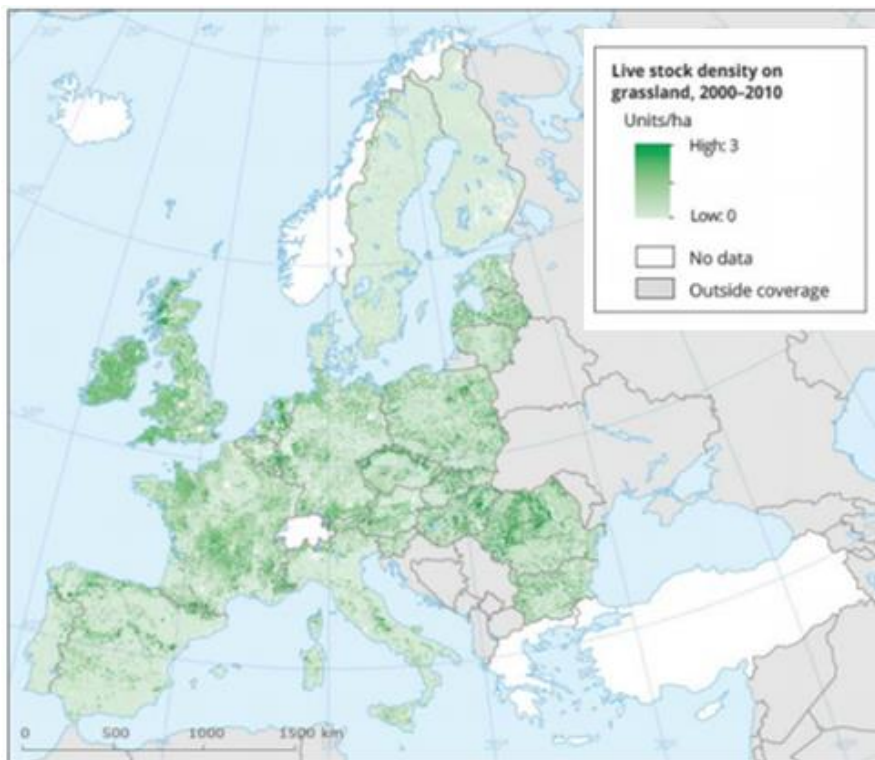 Live stock density on
grassland, 2000–2010
Units/ha
High: 3
Low: 0
No data
Outside coverage
0 500 1000 1500 km